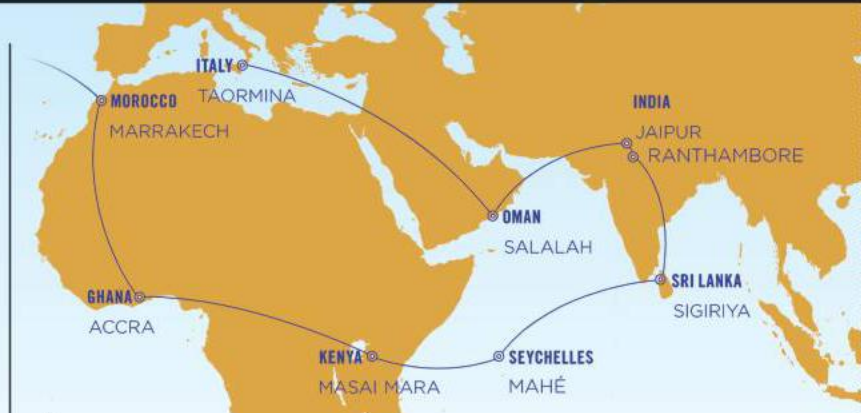 ITALY
TAORMINA
MOROCCO
MARRAKECH
INDIA
JAIPUR
RANTHAMBORE
OMAN
SALALAH
GHANA
ACCRA
SRI LANKA
SIGIRIYA
KENYA
MASAI MARA
SEYCHELLES
MAHÉ